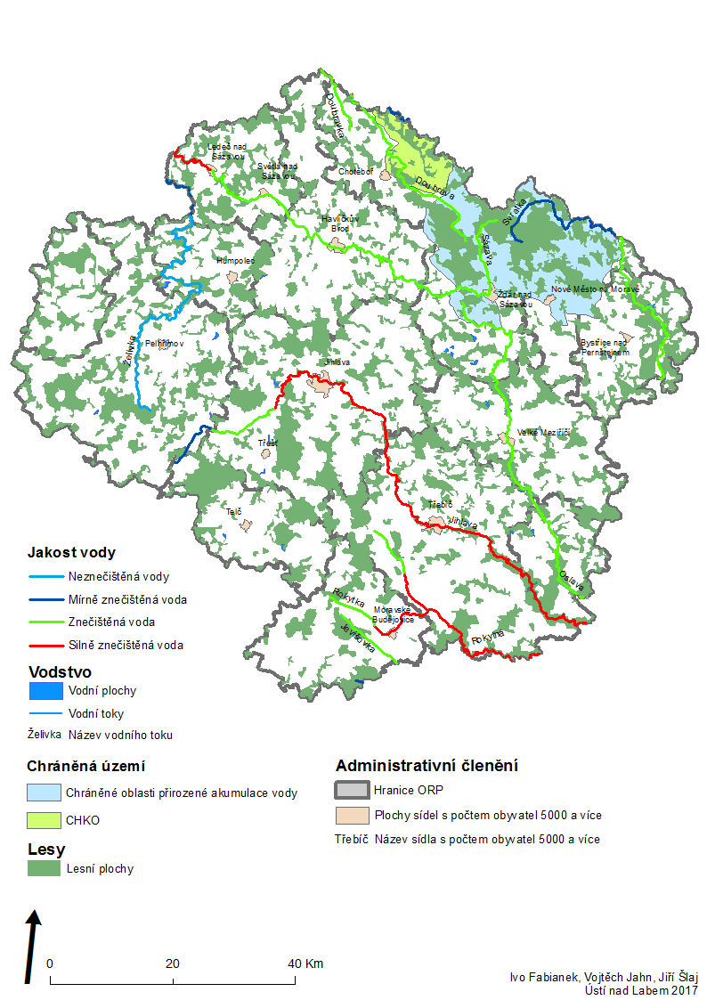 Doubravka
Ledeč nad
Sázavou
Světlá nad
Sázavou
Chotěboř
Doubrava
Svratka
Havlíčkův
Brod
Sázava
Humpolec
Žďár nad
Sázavou
Nové Město na Moravě
Želivka
Pelhřimov
Bystřice nad
Pernštejnem
Jihlava
Třešť
Velké Meziříčí
Telč
Třebíč
Jihlava
Oslava
Rokytka
Moravské
Budějovice
Jevišovka
Rokytná
Jakost vody
Neznečištěná vody
Mírně znečištěná voda
Znečištěná voda
Silně znečištěná voda
Vodstvo
Vodní plochy
Vodní toky
Želivka Název vodního toku
Chráněná území
Chráněné oblasti přirozené akumulace vody
CHKO
Lesy
Lesní plochy
Administrativní členění
Hranice ORP
Plochy sídel s počtem obyvatel 5000 a více
Třebíč Název sídla s počtem obyvatel 5000 a více
0 20 40 Km
Ivo Fabianek, Vojtěch Jahn, Jiří Šlaj
Ústí nad Labem 2017